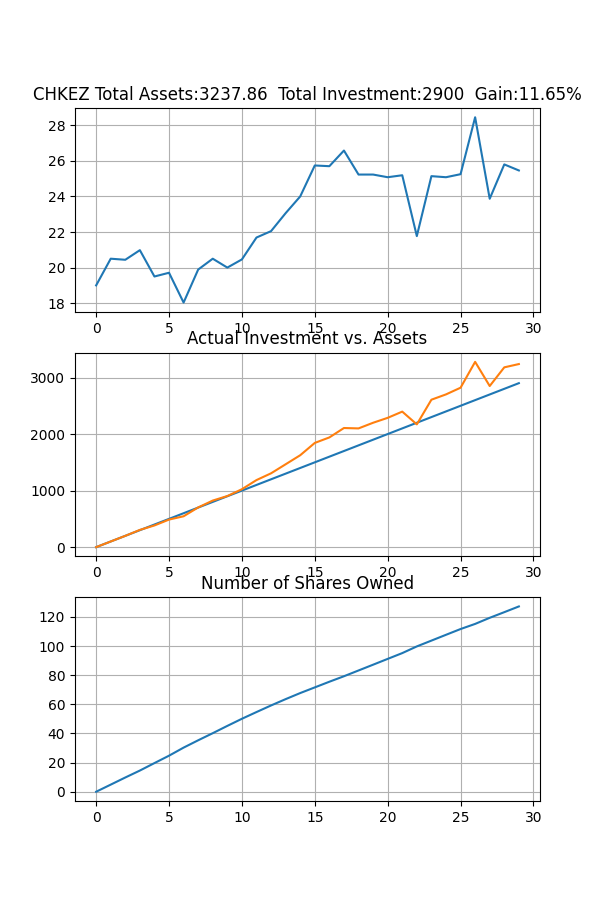 CHKEZ Total Assets:3237.86  Total Investment:2900  Gain:11.65%
28
26
24
22
20
18
0 5 10 15 20 25 30
Actual Investment vs. Assets
3000
2000
1000
0
0 5 10 15 20 25 30
Number of Shares Owned
120
100
80
60
40
20
0
0 5 10 15 20 25 30